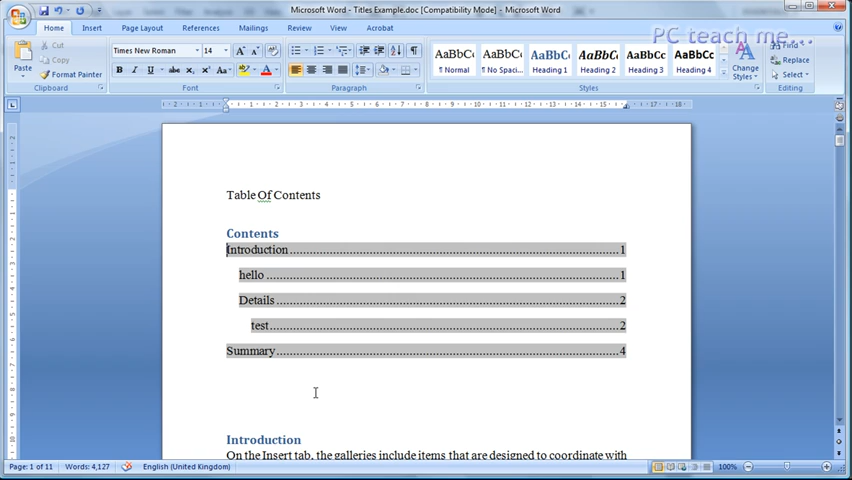 Microsoft Word - Titles Example.doc [Compatibility Mode] - Microsoft Word
PC teach me...
Home Insert Page Layout References Mailings Review View Acrobat
Cut
Copy
Format Painter
Paste
Times New Roman 14
AaBbCc AaBbCc AaBbCc AaBbCc AaBbCc AaBbCc
¶ Normal ¶ No Spaci... Heading 1 Heading 2 Heading 3 Heading 4
Change Styles
Find
Replace
Select
Clipboard Font Paragraph Styles Editing
Table Of Contents
Contents
Introduction 1
hello 1
Details 2
test 2
Summary 4
Introduction
On the Insert tab, the galleries include items that are designed to coordinate with
Page: 1 of 11 Words: 4,127 English (United Kingdom) 100%